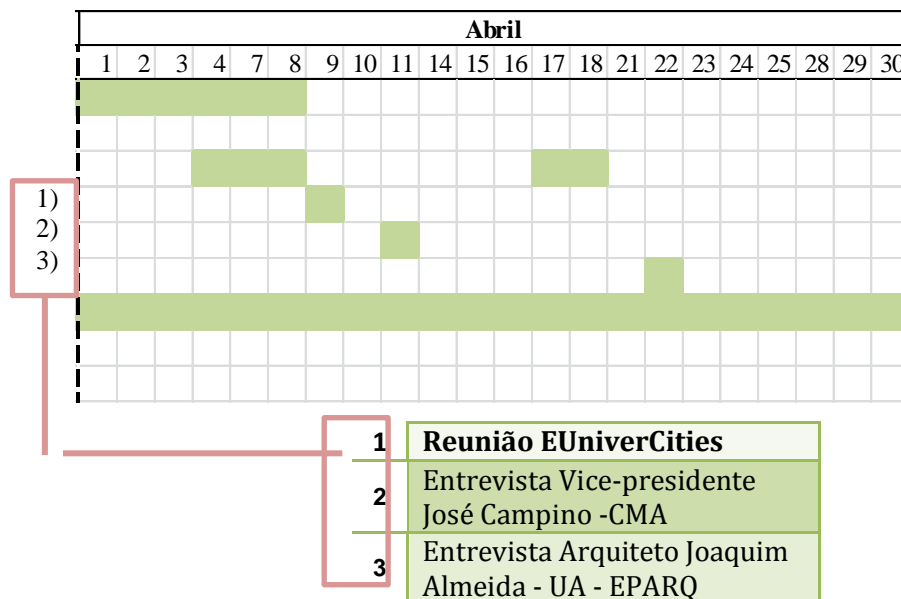 Abril
1 2 3 4 7 8 9 10 11 14 15 16 17 18 21 22 23 24 25 28 29 30
1)
2)
3)
1 Reunião EUniverCities
2 Entrevista Vice-presidente
José Campino -CMA
3 Entrevista Arquiteto Joaquim
Almeida - UA - EPARQ